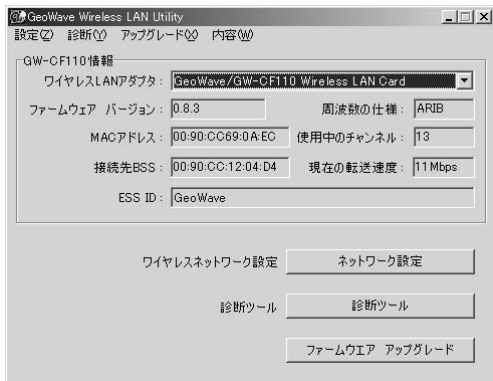 GeoWave Wireless LAN Utility
設定(Z) 診断(Y) アップグレード(X) 内容(W)
GW-CF110情報
ワイヤレスLANアダプタ: GeoWave/GW-CF110 Wireless LAN Card
ファームウェア バージョン: 0.8.3 周波数の仕様: ARIB
MACアドレス: 00:90:CC69:0A:EC 使用中のチャンネル: 13
接続先BSS: 00:90:CC:12:04:D4 現在の転送速度: 11Mbps
ESS ID: GeoWave
ワイヤレスネットワーク設定 ネットワーク設定
診断ツール 診断ツール
ファームウエア アップグレード